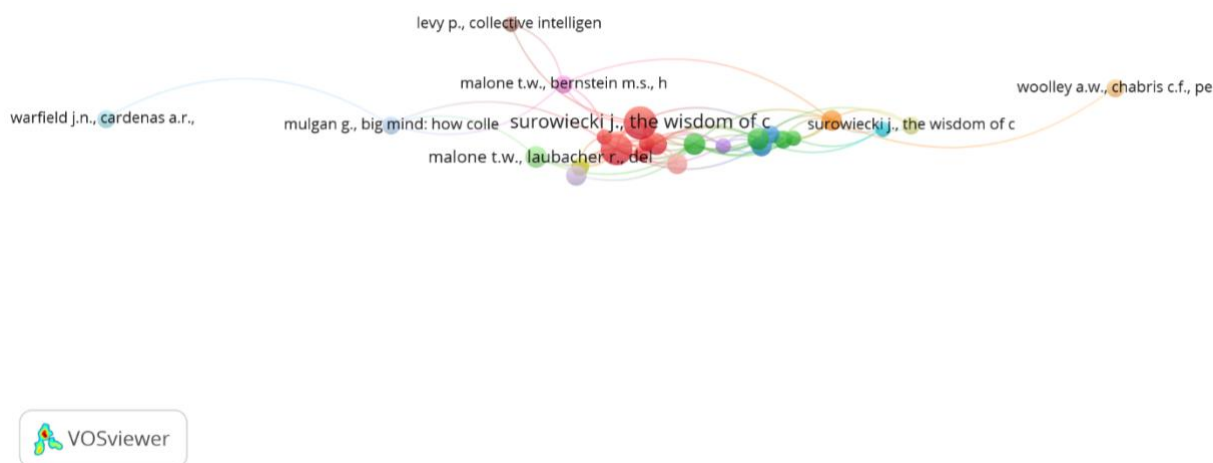 levy p., collective intelligen
malone t.w., bernstein m.s., h
woolley a.w., chabris c.f., pe
warfield j.n., cardenas a.r.,
mulgan g., big mind: how colle
surowiecki j., the wisdom of c
surowiecki j., the wisdom of c
malone t.w., laubacher r., del
VOSviewer